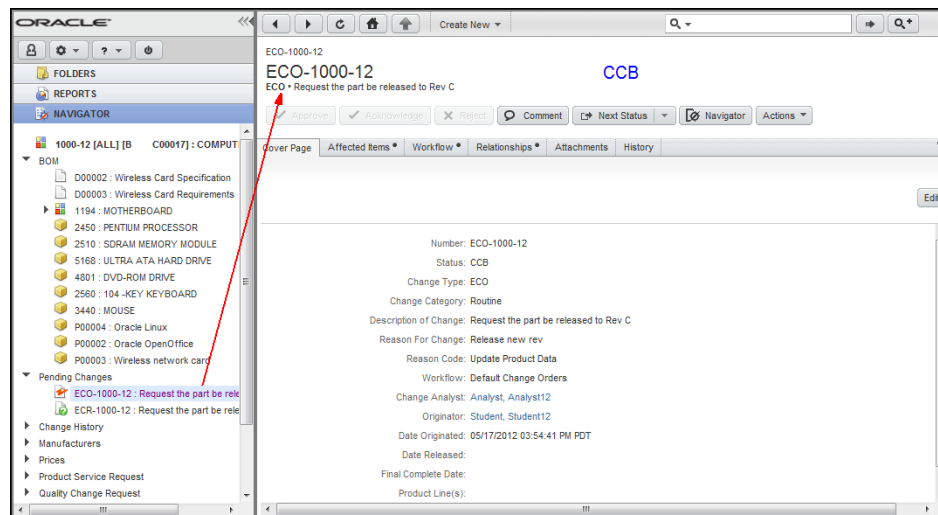 ORACLE
Create New
ECO-1000-12
ECO-1000-12
CCB
ECO • Request the part be released to Rev C
FOLDERS
REPORTS
NAVIGATOR
Approve
Acknowledge
Reject
Comment
Next Status
Navigator
Actions
Cover Page
Affected Items •
Workflow •
Relationships •
Attachments
History
Edi
1000-12 [ALL] [B C00017] : COMPUT
BOM
D00002 : Wireless Card Specification
D00003 : Wireless Card Requirements
1194 : MOTHERBOARD
2450 : PENTIUM PROCESSOR
2510 : SDRAM MEMORY MODULE
5168 : ULTRA ATA HARD DRIVE
4801 : DVD-ROM DRIVE
2560 : 104 -KEY KEYBOARD
3440 : MOUSE
P00004 : Oracle Linux
P00002 : Oracle OpenOffice
P00003 : Wireless network card
Pending Changes
ECO-1000-12 : Request the part be rele
ECR-1000-12 : Request the part be rele
Change History
Manufacturers
Prices
Product Service Request
Quality Change Request
Number: ECO-1000-12
Status: CCB
Change Type: ECO
Change Category: Routine
Description of Change: Request the part be released to Rev C
Reason For Change: Release new rev
Reason Code: Update Product Data
Workflow: Default Change Orders
Change Analyst: Analyst, Analyst12
Originator: Student, Student12
Date Originated: 05/17/2012 03:54:41 PM PDT
Date Released:
Final Complete Date:
Product Line(s):